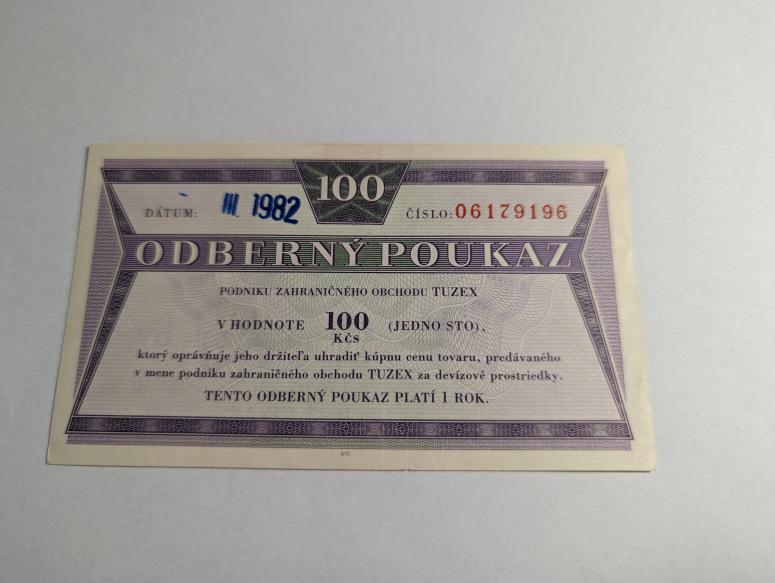 100
DÁTUM: III. 1982 ČÍSLO: 06179196
ODBERNÝ POUKAZ
PODNIKU ZAHRANIČNÉHO OBCHODU TUZEX
V HODNOTE 100 KČS (JEDNO STO),
ktorý oprávňuje jeho držiteľa uhradiť kúpnu cenu tovaru, predávaného
v mene podniku zahraničného obchodu TUZEX za devízové prostriedky.
TENTO ODBERNÝ POUKAZ PLATÍ 1 ROK.
STC